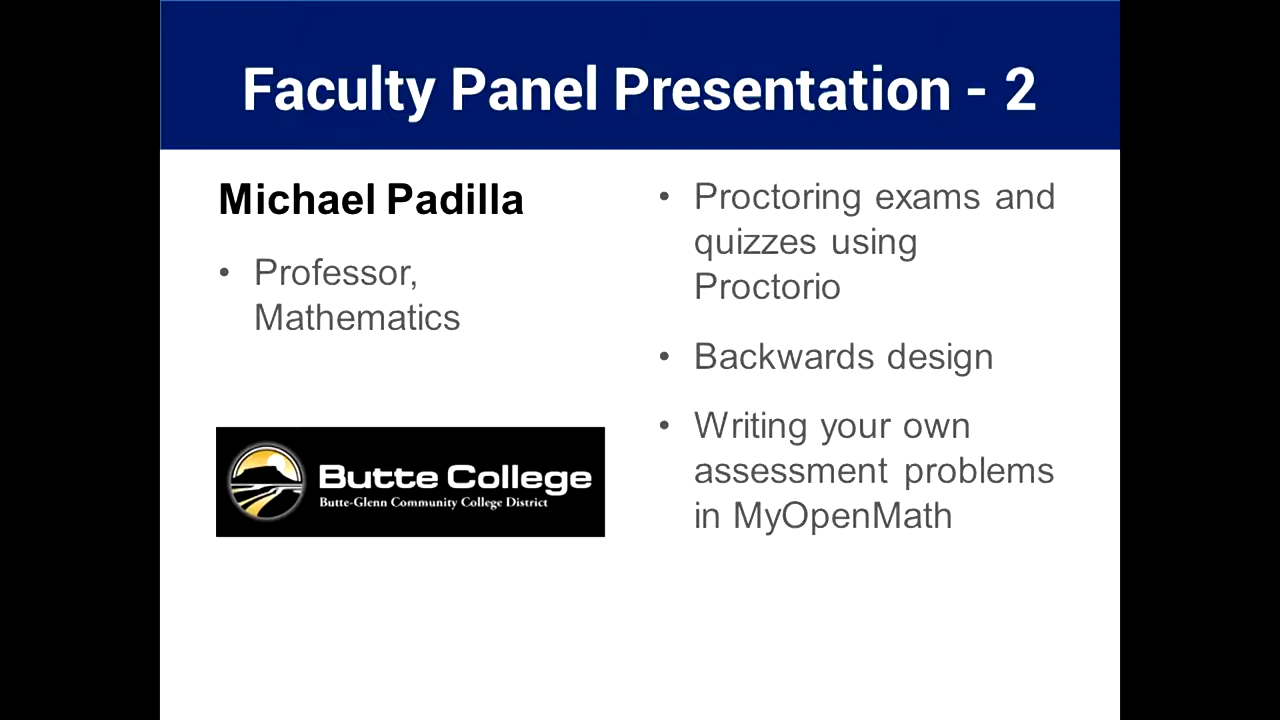 Faculty Panel Presentation - 2
Michael Padilla
• Professor,
Mathematics
Butte College
Butte-Glenn Community College District
• Proctoring exams and
quizzes using
Proctorio
• Backwards design
• Writing your own
assessment problems
in MyOpenMath